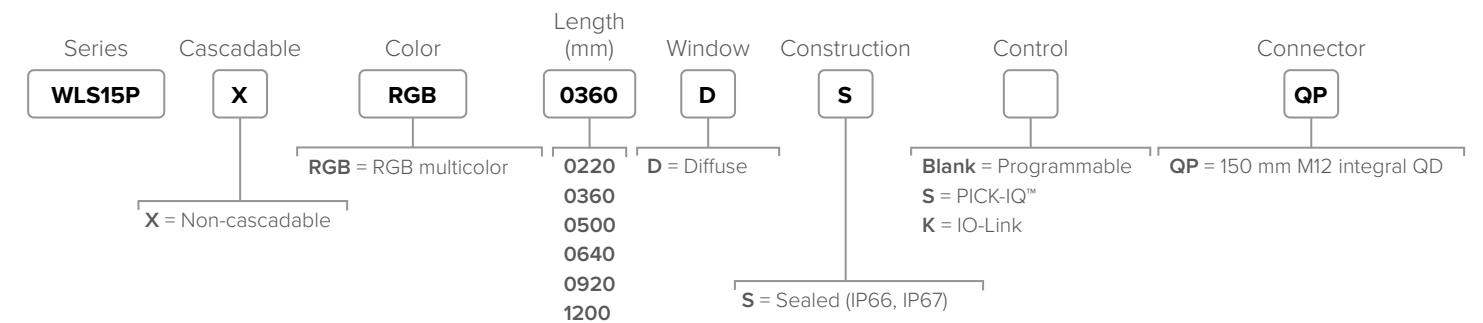 Series Cascadable Color Length (mm) Window Construction Control Connector
WLS15P X RGB 0360 D S QP
RGB = RGB multicolor
X = Non-cascadable
0220
0360
0500
0640
0920
1200
D = Diffuse
S = Sealed (IP66, IP67)
Blank = Programmable
S = PICK-IQ™
K = IO-Link
QP = 150 mm M12 integral QD